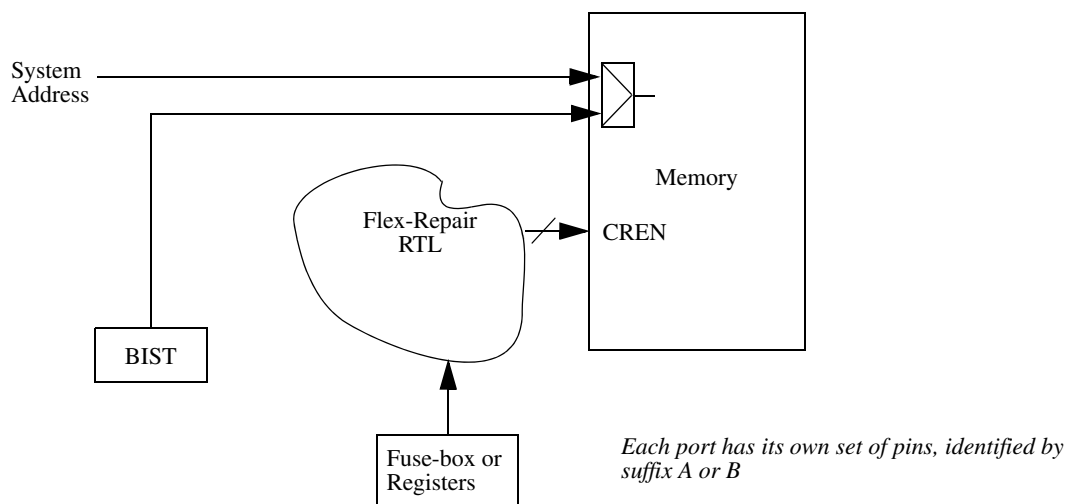 System
Address
Memory
Flex-Repair
RTL
CREN
BIST
Fuse-box or
Registers
Each port has its own set of pins, identified by
suffix A or B